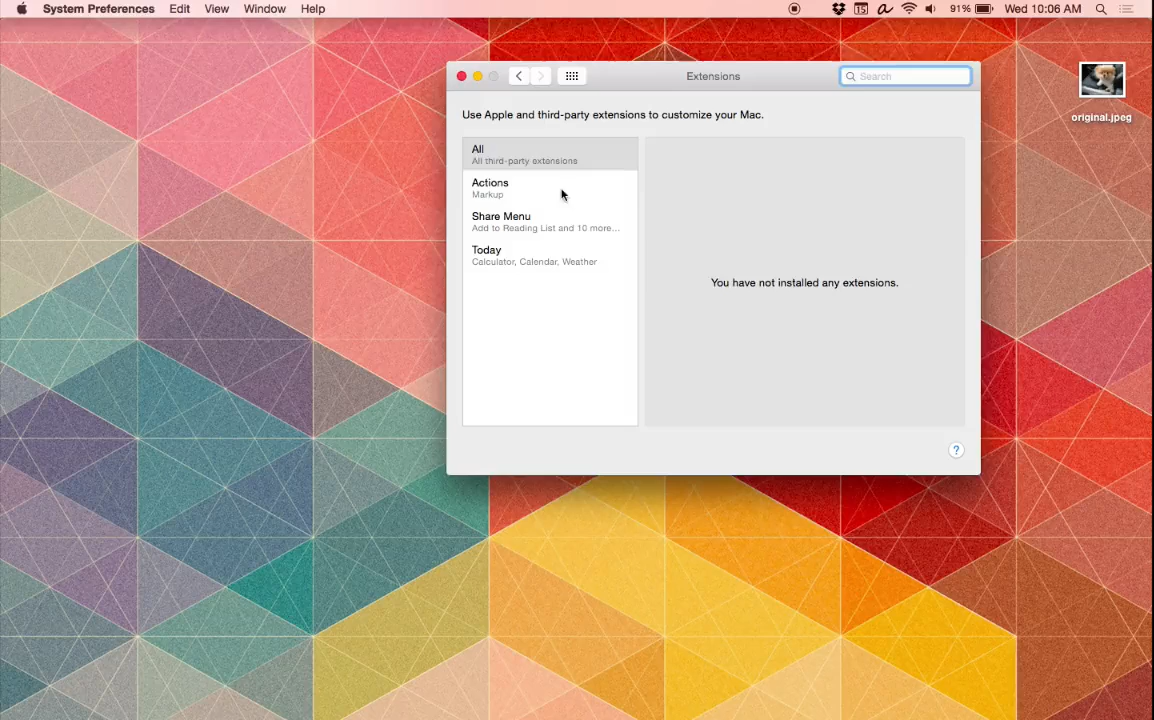 System Preferences Edit View Window Help 15 91% Wed 10:06 AM
Extensions Search
original.jpeg
Use Apple and third-party extensions to customize your Mac.
All
All third-party extensions
Actions
Markup
Share Menu
Add to Reading List and 10 more...
Today
Calculator, Calendar, Weather
You have not installed any extensions.
?